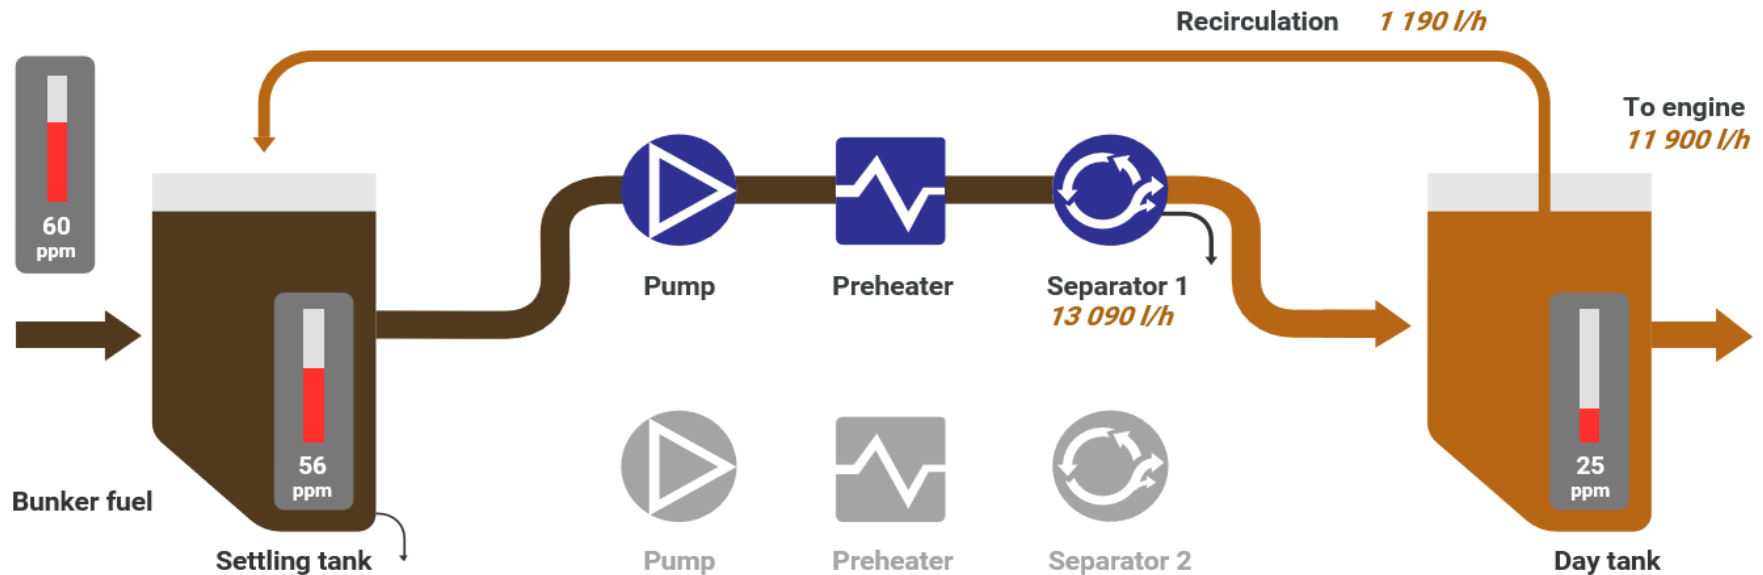 Recirculation 1 190 l/h
To engine
11 900 l/h
60
ppm
Pump
Preheater
Separator 1
13 090 l/h
56
ppm
25
ppm
Bunker fuel
Settling tank
Pump
Preheater
Separator 2
Day tank